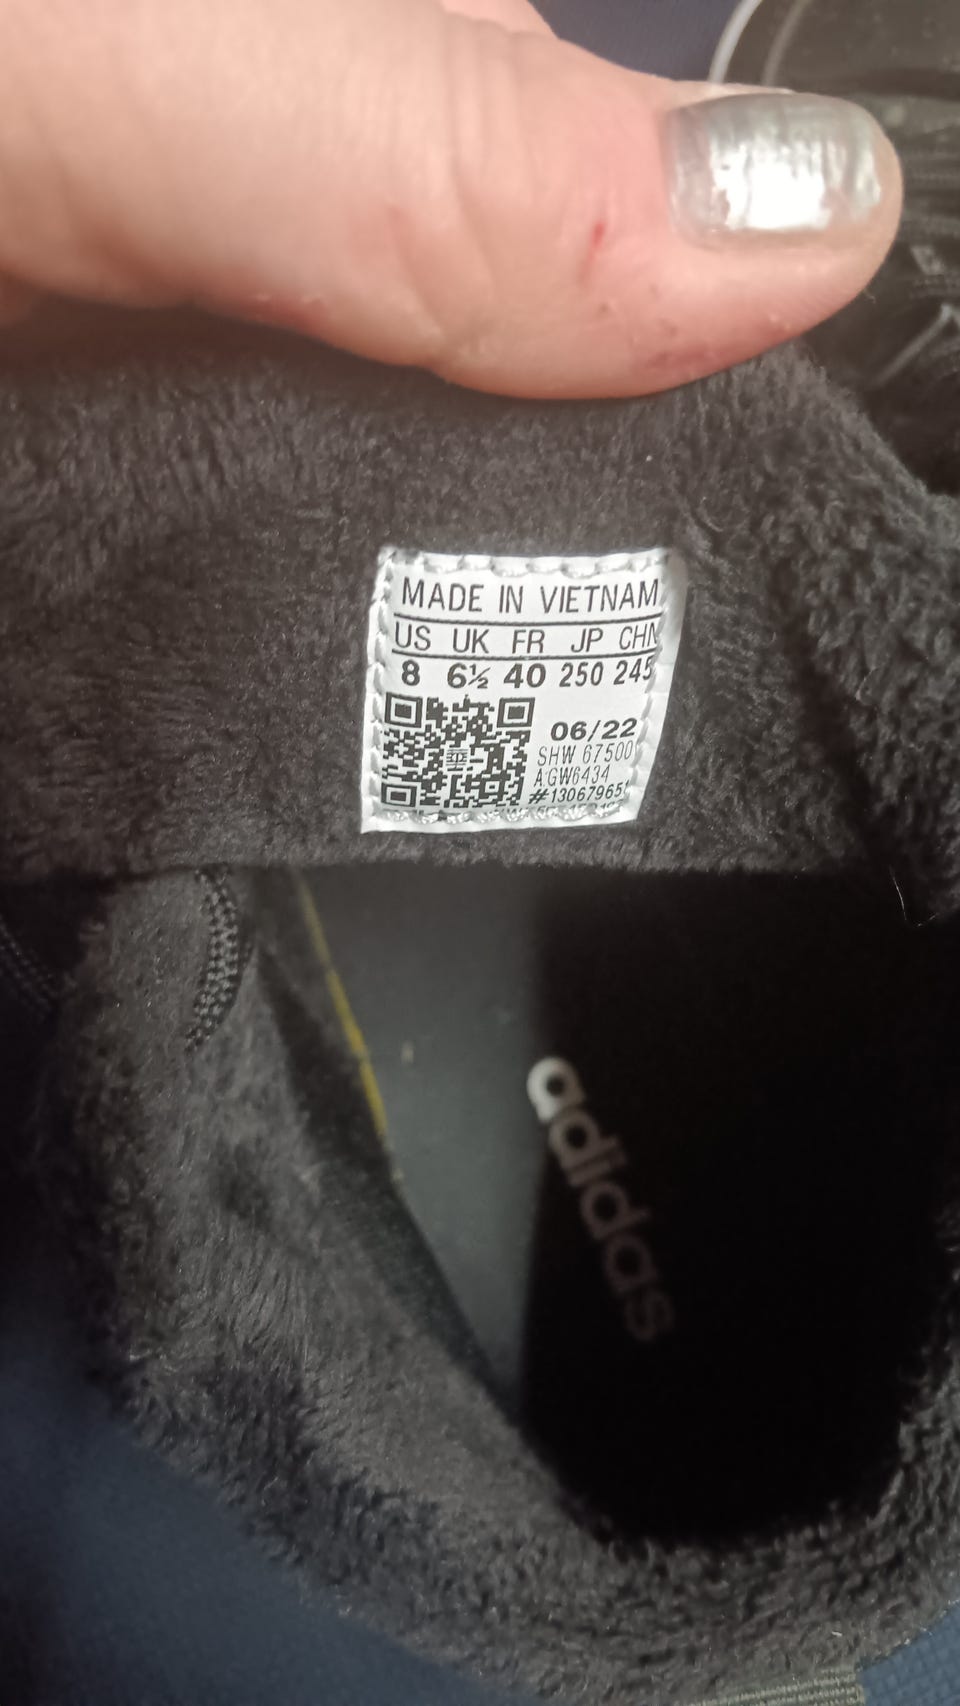 MADE IN VIETNAM
US UK FR JP CHN
8 6½ 40 250 245
06/22
SHW 67500
AGW6434
adidas